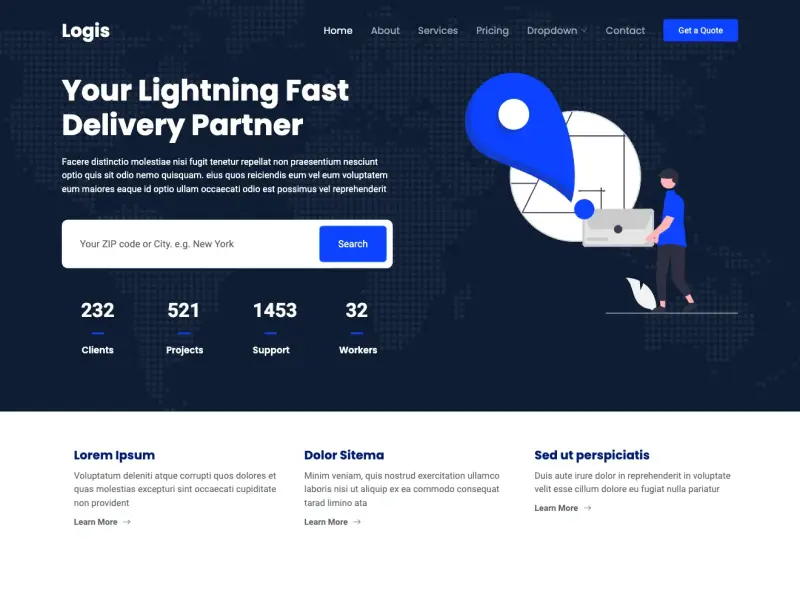 Logis
Home About Services Pricing Dropdown Contact Get a Quote
Your Lightning Fast
Delivery Partner
Facere distinctio molestiae nisi fugit tenetur repellat non praesentium nesciunt
optio quis sit odio nemo quisquam. eius quos reiciendis eum vel eum voluptatem
eum maiores eaque id optio ullam occaecati odio est possimus vel reprehenderit
Your ZIP code or City. e.g. New York
Search
232 521 1453 32
Clients Projects Support Workers
Lorem Ipsum
Voluptatum deleniti atque corrupti quos dolores et
quas molestias excepturi sint occaecati cupiditate
non provident
Learn More →
Dolor Sitema
Minim veniam, quis nostrud exercitation ullamco
laboris nisi ut aliquip ex ea commodo consequat
tarad limino ata
Learn More →
Sed ut perspiciatis
Duis aute irure dolor in reprehenderit in voluptate
velit esse cillum dolore eu fugiat nulla pariatur
Learn More →